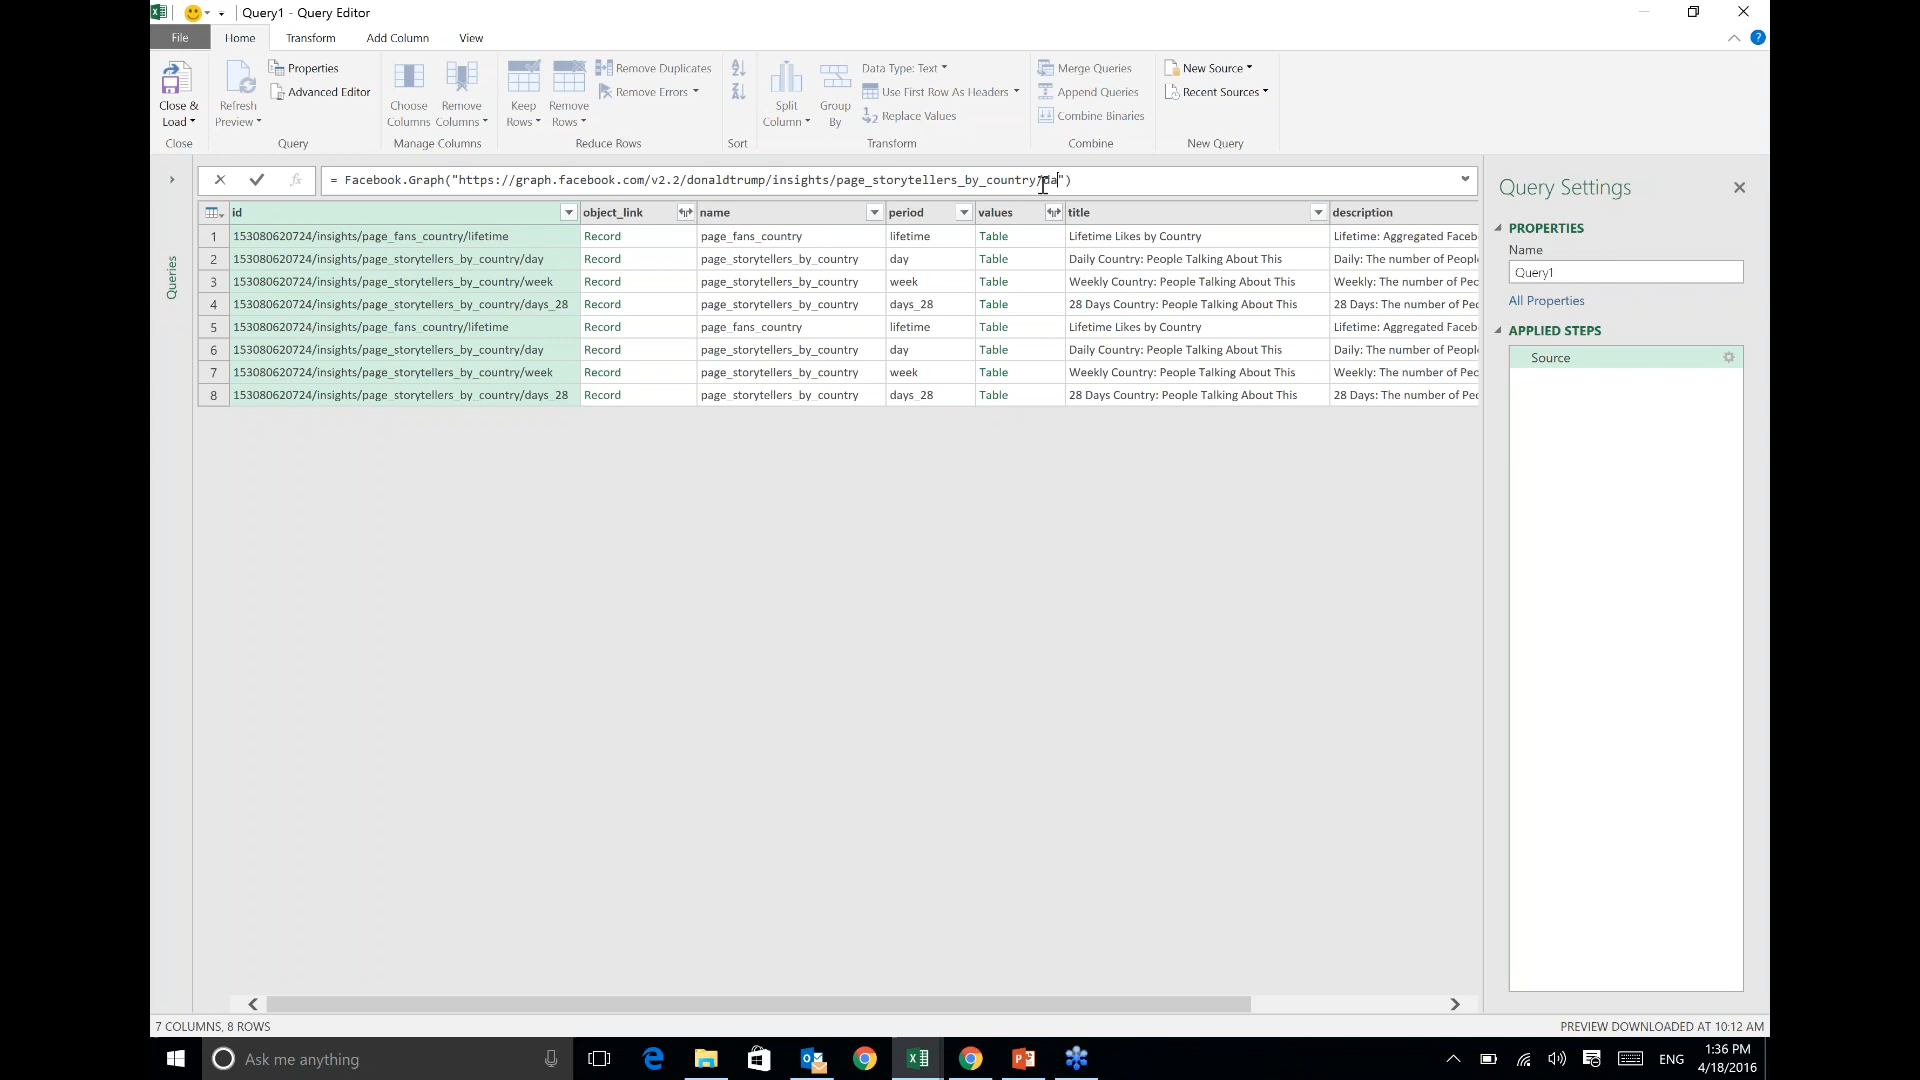 Query1 - Query Editor
File Home Transform Add Column View
Close & Load
Refresh Preview
Properties
Advanced Editor
Choose Columns
Remove Columns
Keep Rows
Remove Rows
Remove Duplicates
Remove Errors
Split Column
Group By
Data Type: Text
Use First Row As Headers
Replace Values
Merge Queries
Append Queries
Combine Binaries
New Source
Recent Sources
Close Query Manage Columns Reduce Rows Sort Transform Combine New Query
= Facebook.Graph("https://graph.facebook.com/v2.2/donaldtrump/insights/page_storytellers_by_country/da")
Queries
id object_link name period values title description
1 153080620724/insights/page_fans_country/lifetime Record page_fans_country lifetime Table Lifetime Likes by Country Lifetime: Aggregated Faceb
2 153080620724/insights/page_storytellers_by_country/day Record page_storytellers_by_country day Table Daily Country: People Talking About This Daily: The number of Peopl
3 153080620724/insights/page_storytellers_by_country/week Record page_storytellers_by_country week Table Weekly Country: People Talking About This Weekly: The number of Pec
4 153080620724/insights/page_storytellers_by_country/days_28 Record page_storytellers_by_country days_28 Table 28 Days Country: People Talking About This 28 Days: The number of Pec
5 153080620724/insights/page_fans_country/lifetime Record page_fans_country lifetime Table Lifetime Likes by Country Lifetime: Aggregated Faceb
6 153080620724/insights/page_storytellers_by_country/day Record page_storytellers_by_country day Table Daily Country: People Talking About This Daily: The number of Peopl
7 153080620724/insights/page_storytellers_by_country/week Record page_storytellers_by_country week Table Weekly Country: People Talking About This Weekly: The number of Pec
8 153080620724/insights/page_storytellers_by_country/days_28 Record page_storytellers_by_country days_28 Table 28 Days Country: People Talking About This 28 Days: The number of Pec
Query Settings
PROPERTIES
Name
Query1
All Properties
APPLIED STEPS
Source
7 COLUMNS, 8 ROWS
PREVIEW DOWNLOADED AT 10:12 AM
Ask me anything
ENG
1:36 PM
4/18/2016